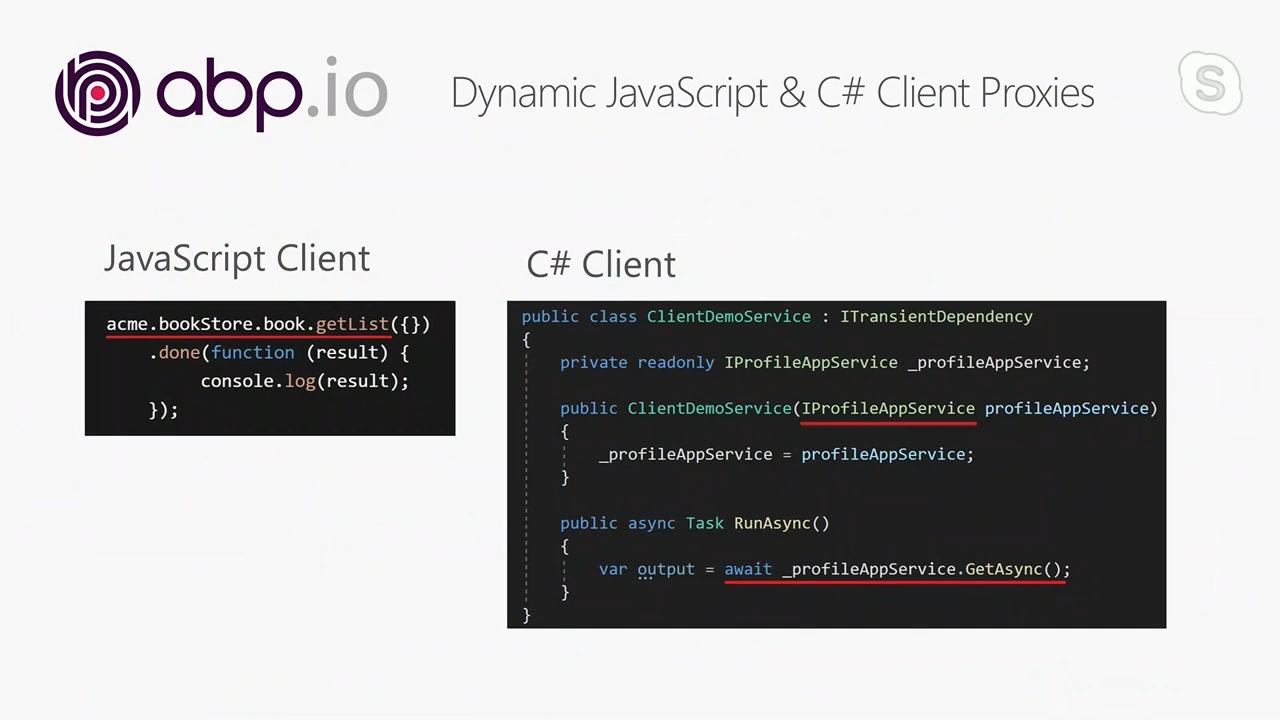 abp.io
Dynamic JavaScript & C# Client Proxies
S
JavaScript Client
acme.bookStore.book.getList({})
    .done(function (result) {
        console.log(result);
    });
C# Client
public class ClientDemoService : ITransientDependency
{
    private readonly IProfileAppService _profileAppService;
    public ClientDemoService(IProfileAppService profileAppService)
    {
        _profileAppService = profileAppService;
    }
    public async Task RunAsync()
    {
        var output = await _profileAppService.GetAsync();
    }
}